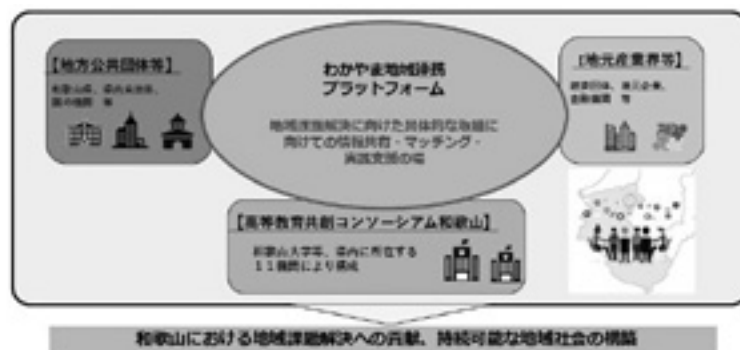 【地方公共団体等】
和歌山県、県内自治体、
国の機関 等
わかやま地域連携
プラットフォーム
地域課題解決に向けた具体的な取組に
向けての情報共有・マッチング・
実践支援の場
【地元産業界等】
経済団体、地元企業、
金融機関 等
【高等教育共創コンソーシアム和歌山】
和歌山大学等、県内に所在する
11機関により構成
和歌山における地域課題解決への貢献、持続可能な地域社会の構築